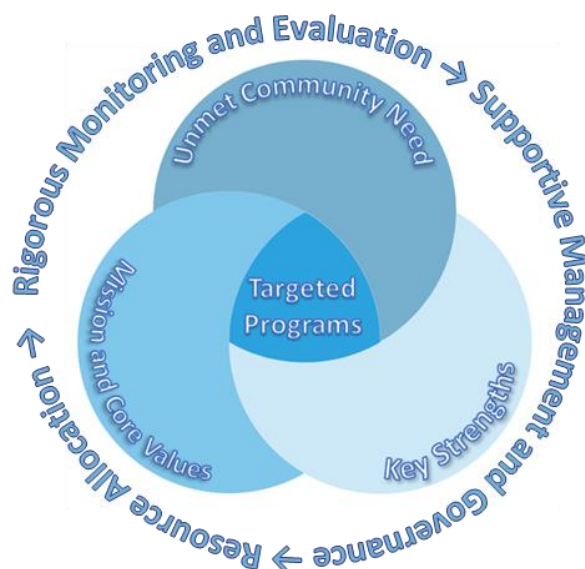 Rigorous Monitoring and Evaluation →
Supportive Management and Governance →
Resource Allocation →
Unmet Community Need
Mission and Core Values
Key Strengths
Targeted
Programs